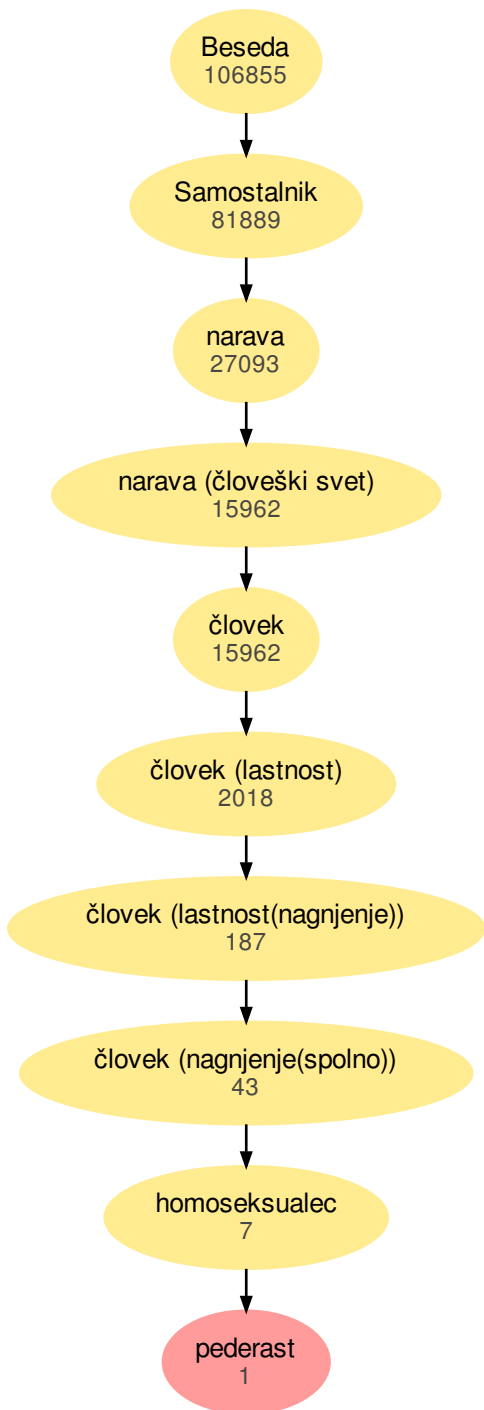 Beseda
106855
Samostalnik
81889
narava
27093
narava (človeški svet)
15962
človek
15962
človek (lastnost)
2018
človek (lastnost(nagnjenje))
187
človek (nagnjenje(spolno))
43
homoseksualec
7
pederast
1